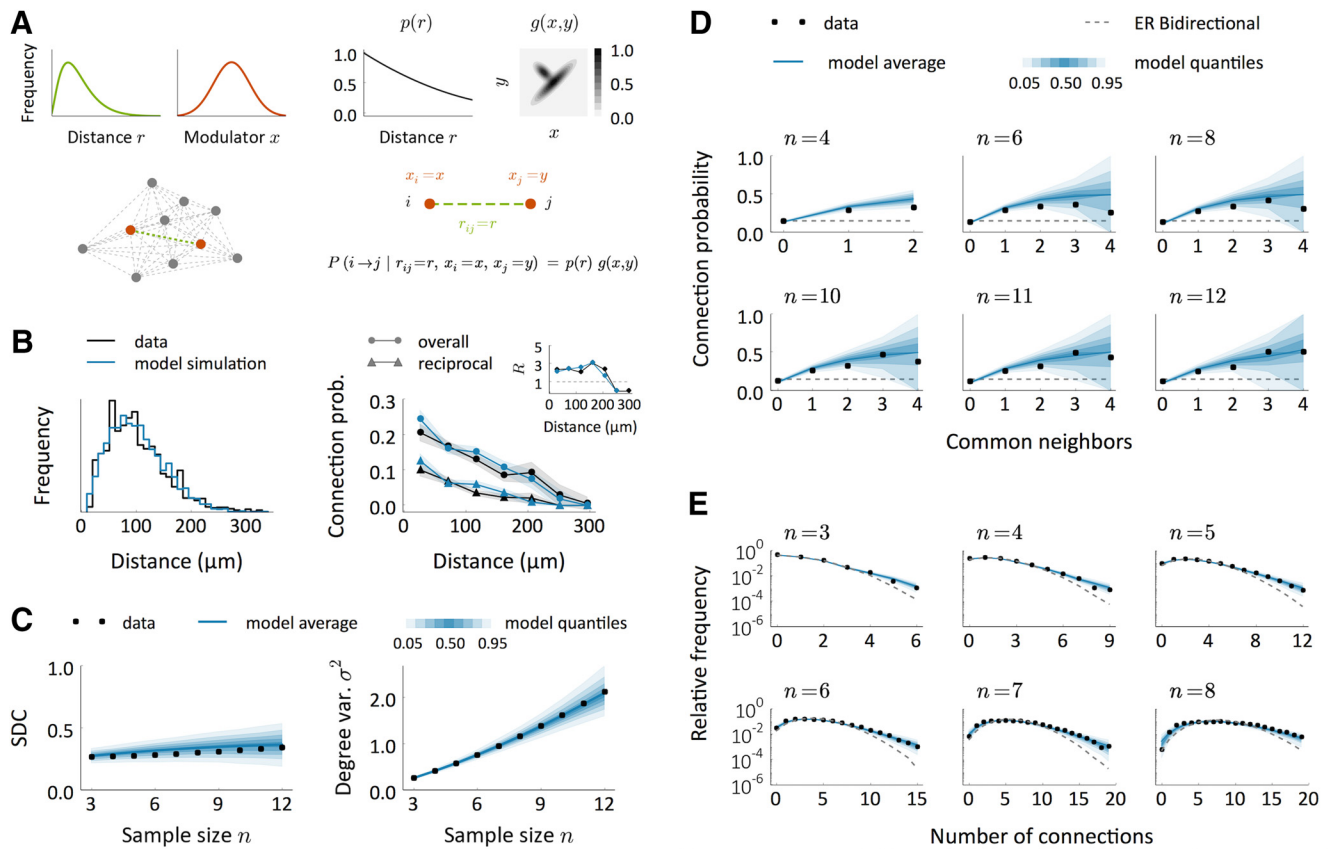 A
p(r)
g(x,y)
Frequency
Distance r
Modulator x
1.0
0.5
0.0
Distance r
y
x
1.0
0.5
0.0
x_i=x
x_j=y
i
j
r_ij=r
P (i→j | r_ij=r, x_i=x, x_j=y) = p(r) g(x,y)
B
data
model simulation
Frequency
0 100 200 300
Distance (µm)
overall
reciprocal
Connection prob.
0.3
0.2
0.1
0.0
0 100 200 300
Distance (µm)
R
5
3
1
0 100 200 300
Distance (µm)
C
data
model average
0.05 0.50 0.95
model quantiles
SDC
1.0
0.5
0.0
3 6 9 12
Sample size n
Degree var. σ²
2.0
1.0
0.0
3 6 9 12
Sample size n
D
data
ER Bidirectional
model average
0.05 0.50 0.95
model quantiles
Connection probability
n=4
n=6
n=8
1.0
0.5
0.0
0 1 2
0 1 2 3 4
0 1 2 3 4
n=10
n=11
n=12
1.0
0.5
0.0
0 1 2 3 4
0 1 2 3 4
0 1 2 3 4
Common neighbors
E
Relative frequency
n=3
n=4
n=5
10⁰
10⁻²
10⁻⁴
10⁻⁶
0 2 4 6
0 3 6 9
0 4 8 12
n=6
n=7
n=8
10⁰
10⁻²
10⁻⁴
10⁻⁶
0 5 10 15
0 5 10 15 20
0 5 10 15 20
Number of connections